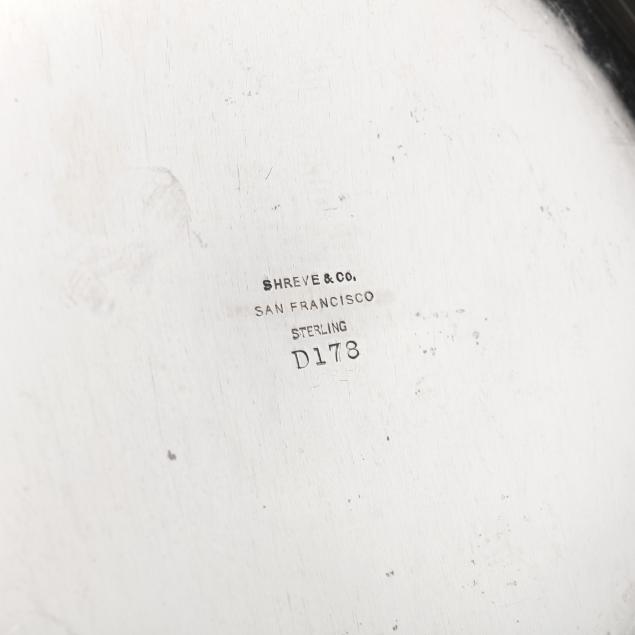 SHREVE & CO.
SAN FRANCISCO
STERLING
D178